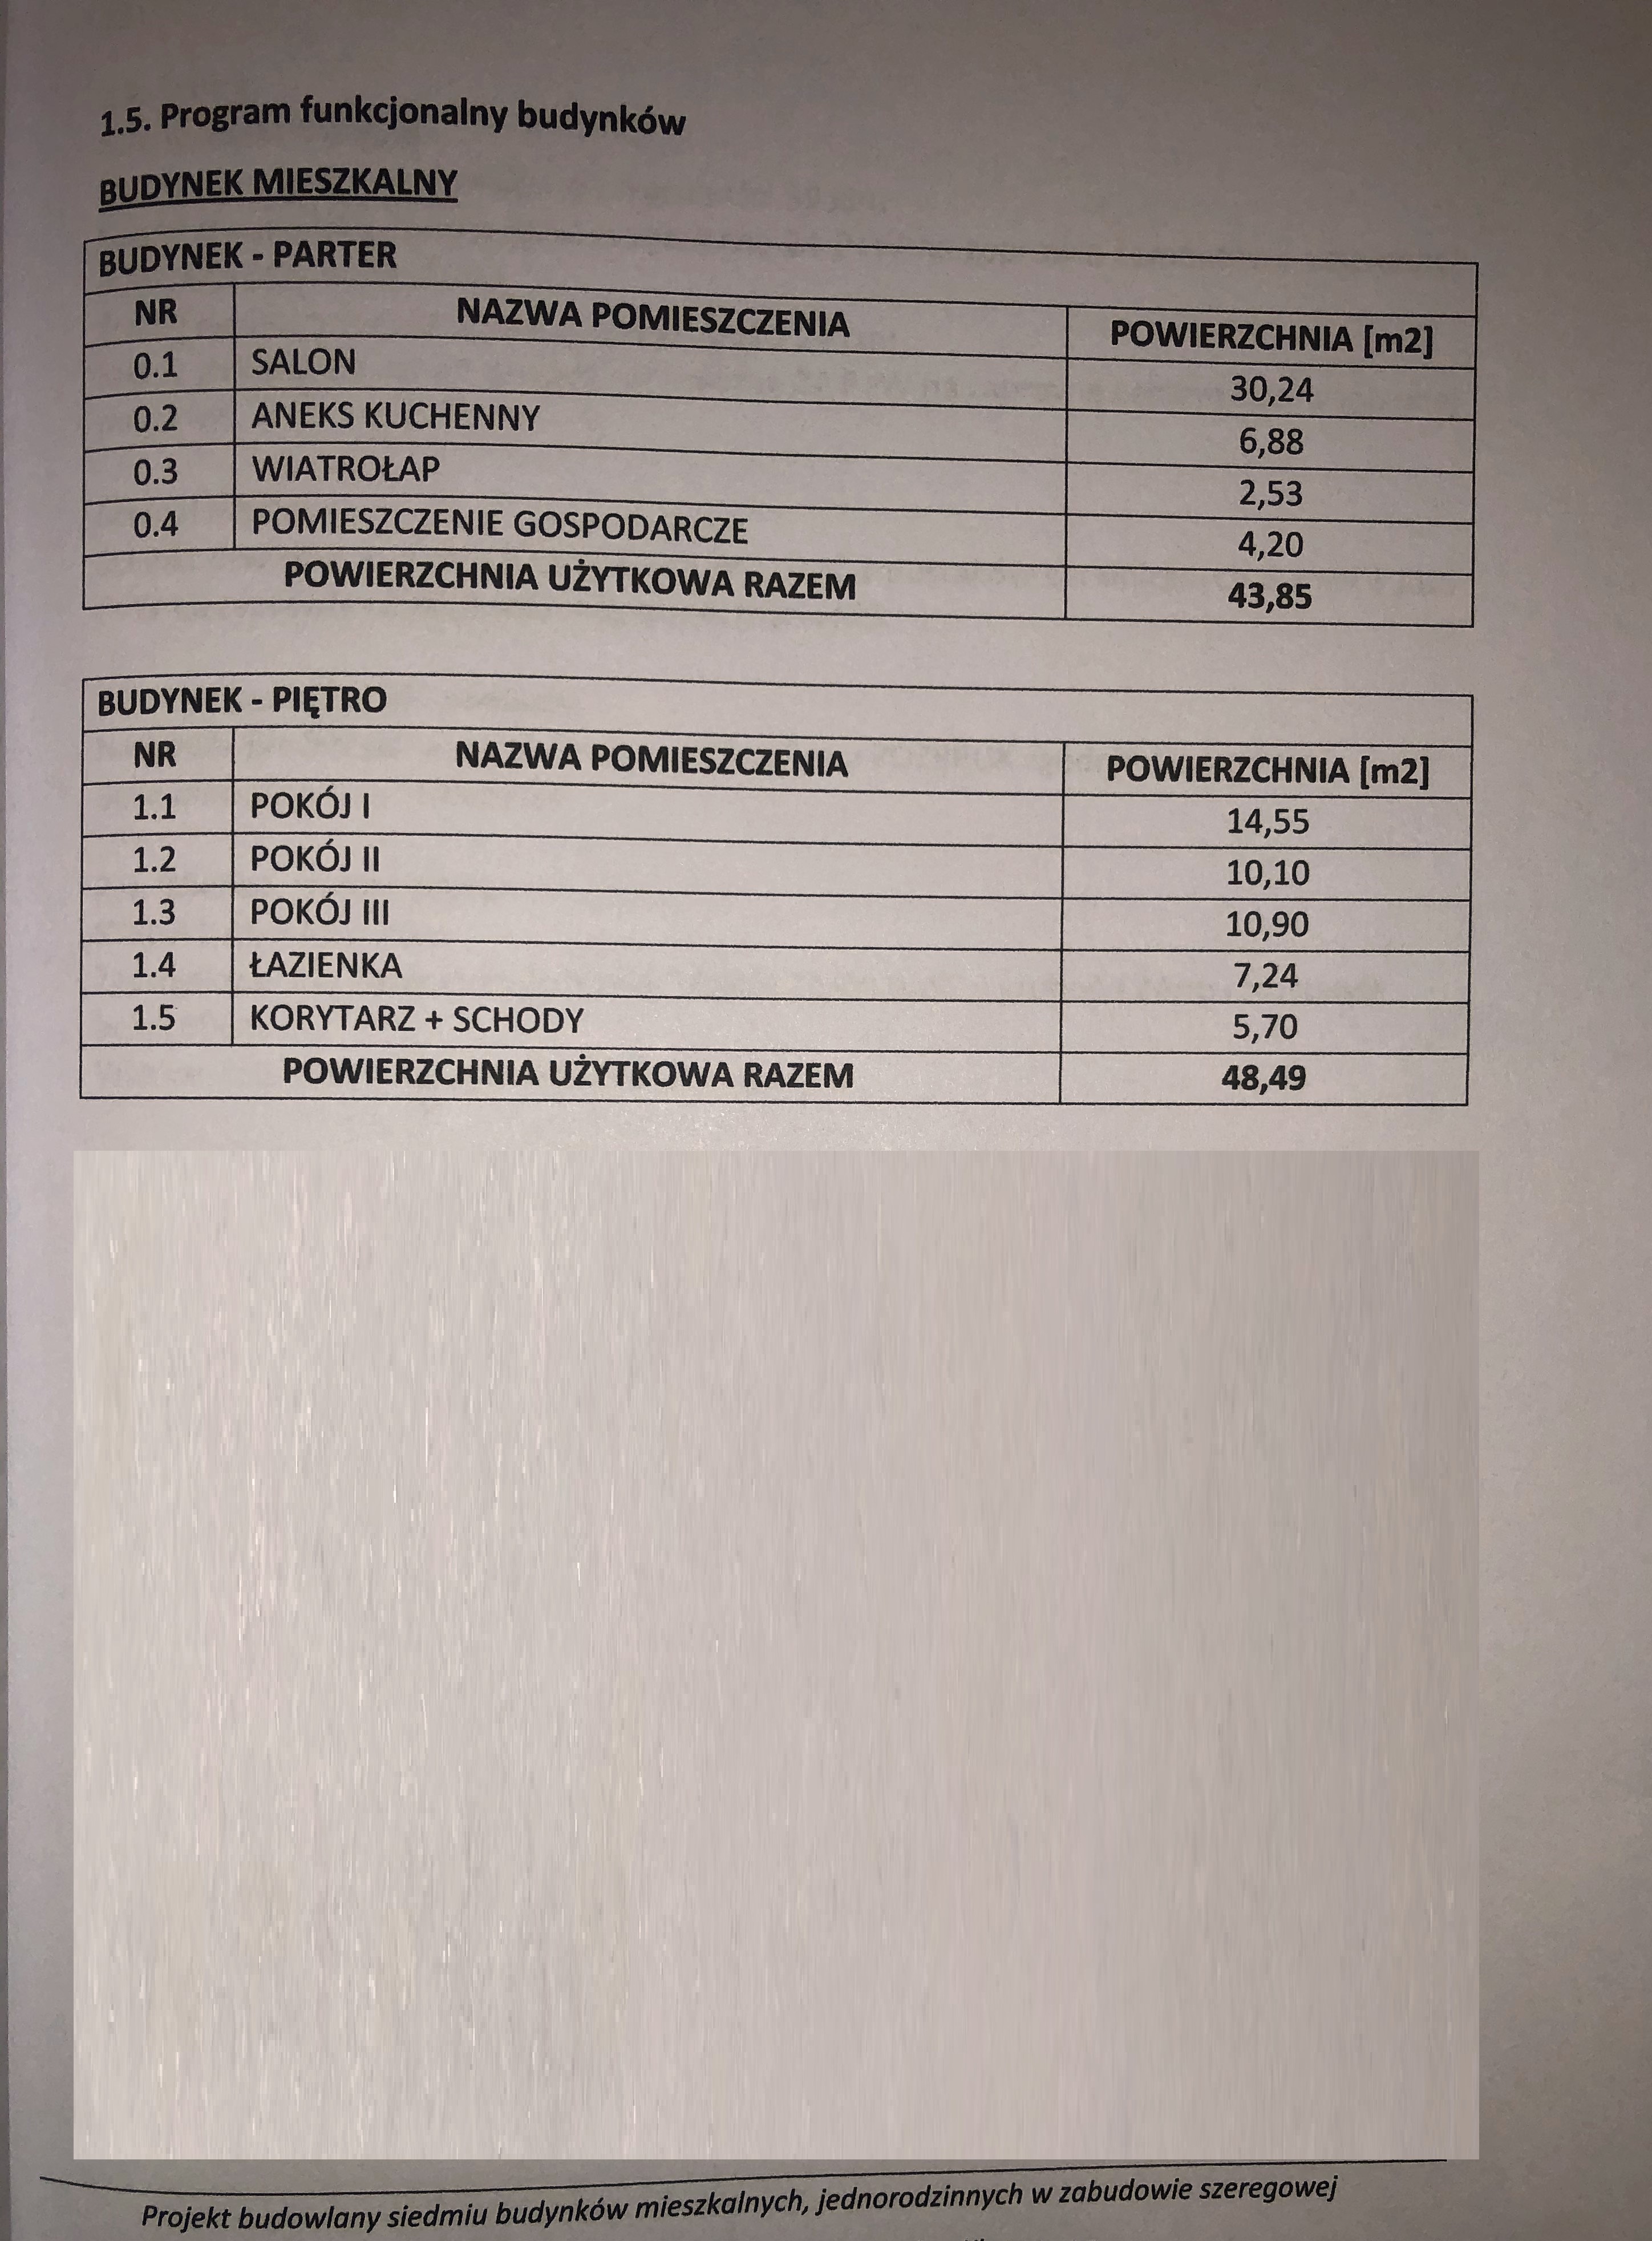 1.5. Program funkcjonalny budynków
BUDYNEK MIESZKALNY
BUDYNEK - PARTER
NR NAZWA POMIESZCZENIA POWIERZCHNIA [m2]
0.1 SALON 30,24
0.2 ANEKS KUCHENNY 6,88
0.3 WIATROŁAP 2,53
0.4 POMIESZCZENIE GOSPODARCZE 4,20
POWIERZCHNIA UŻYTKOWA RAZEM 43,85
BUDYNEK - PIĘTRO
NR NAZWA POMIESZCZENIA POWIERZCHNIA [m2]
1.1 POKÓJ I 14,55
1.2 POKÓJ II 10,10
1.3 POKÓJ III 10,90
1.4 ŁAZIENKA 7,24
1.5 KORYTARZ + SCHODY 5,70
POWIERZCHNIA UŻYTKOWA RAZEM 48,49
Projekt budowlany siedmiu budynków mieszkalnych, jednorodzinnych w zabudowie szeregowej